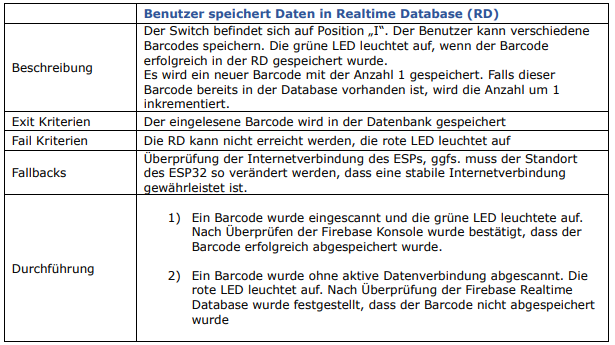 Benutzer speichert Daten in Realtime Database (RD)
Beschreibung
Der Switch befindet sich auf Position „I“. Der Benutzer kann verschiedene
Barcodes speichern. Die grüne LED leuchtet auf, wenn der Barcode
erfolgreich in der RD gespeichert wurde.
Es wird ein neuer Barcode mit der Anzahl 1 gespeichert. Falls dieser
Barcode bereits in der Database vorhanden ist, wird die Anzahl um 1
inkrementiert.
Exit Kriterien
Der eingelesene Barcode wird in der Datenbank gespeichert
Fail Kriterien
Die RD kann nicht erreicht werden, die rote LED leuchtet auf
Fallbacks
Überprüfung der Internetverbindung des ESPs, ggfs. muss der Standort
des ESP32 so verändert werden, dass eine stabile Internetverbindung
gewährleistet ist.
Durchführung
1) Ein Barcode wurde eingescannt und die grüne LED leuchtete auf.
Nach Überprüfen der Firebase Konsole wurde bestätigt, dass der
Barcode erfolgreich abgespeichert wurde.
2) Ein Barcode wurde ohne aktive Datenverbindung abgescannt. Die
rote LED leuchtet auf. Nach Überprüfung der Firebase Realtime
Database wurde festgestellt, dass der Barcode nicht abgespeichert
wurde